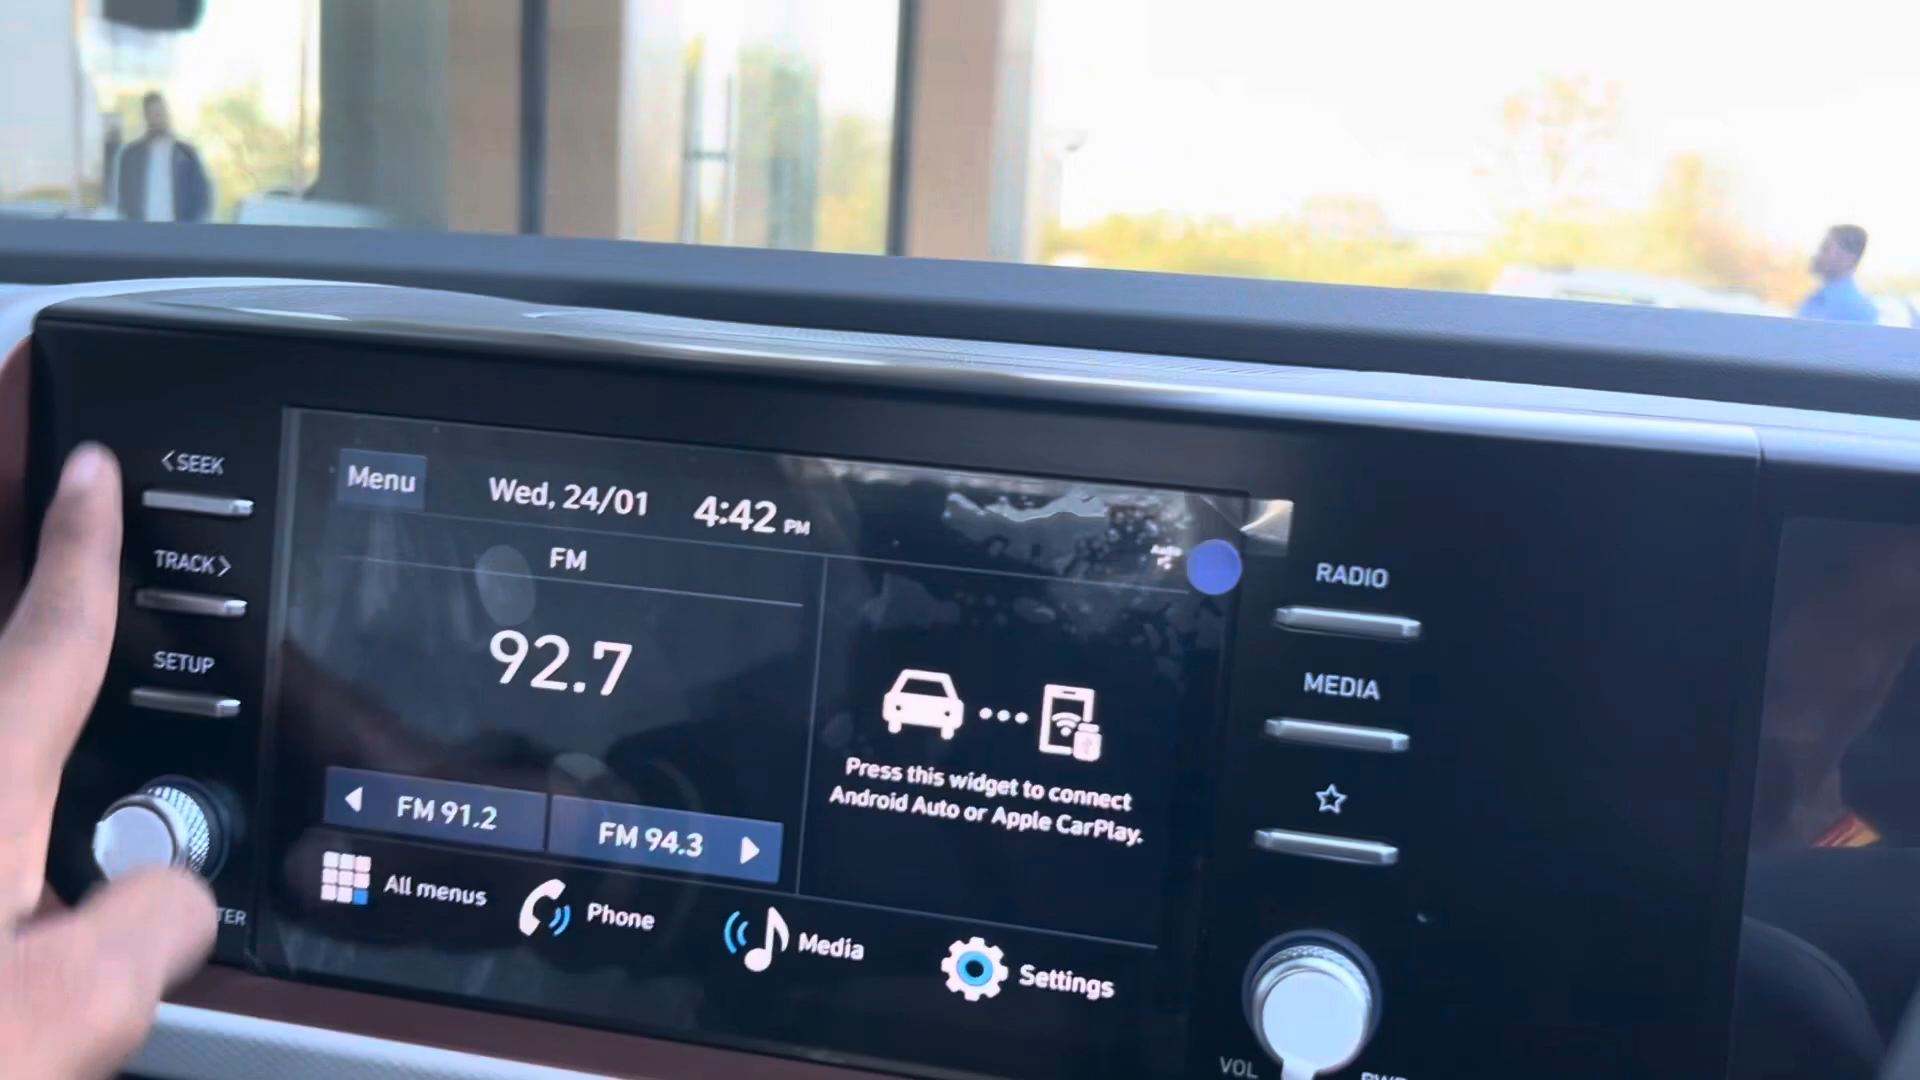 <SEEK
TRACK>
SETUP
Menu
Wed, 24/01
4:42 PM
FM
92.7
FM 91.2
FM 94.3
Press this widget to connect
Android Auto or Apple CarPlay.
All menus
Phone
Media
Settings
RADIO
MEDIA
VOL